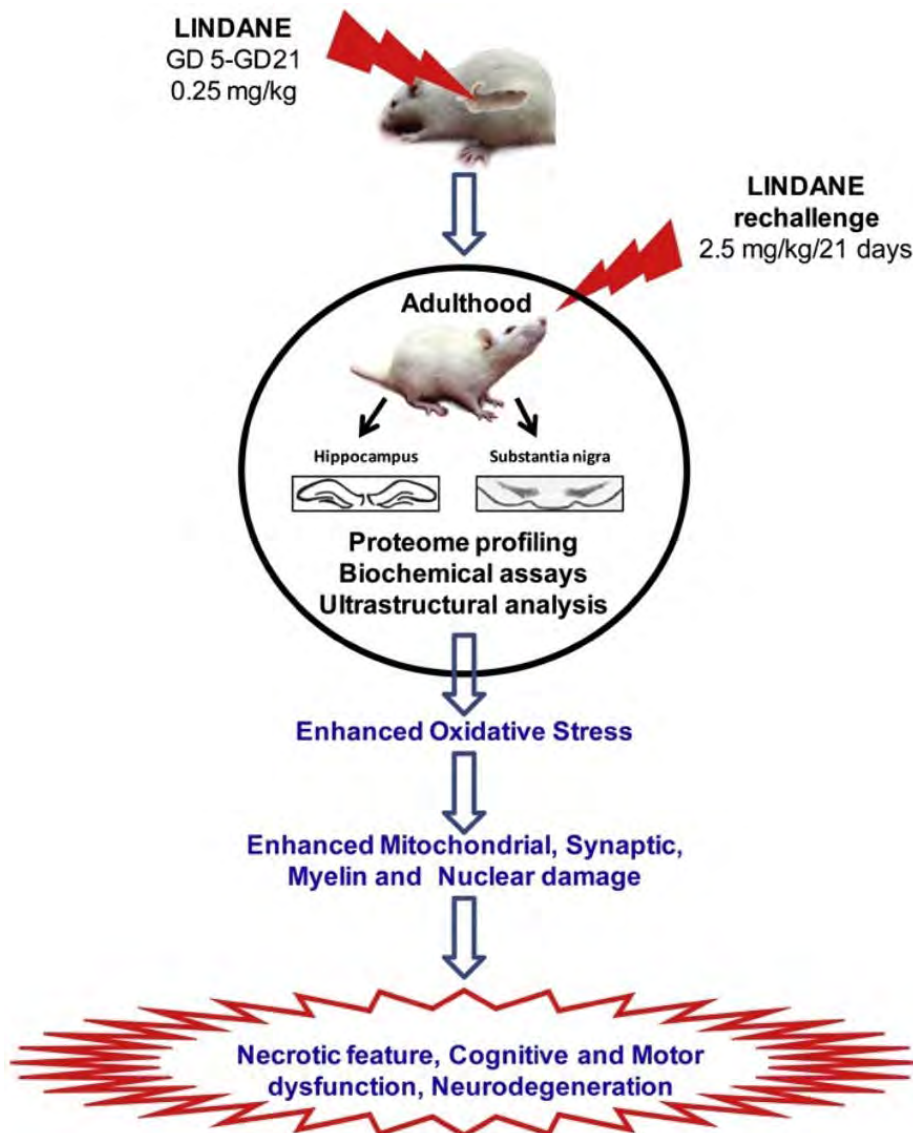 LINDANE
GD 5-GD21
0.25 mg/kg
LINDANE
rechallenge
2.5 mg/kg/21 days
Adulthood
Hippocampus
Substantia nigra
Proteome profiling
Biochemical assays
Ultrastructural analysis
Enhanced Oxidative Stress
Enhanced Mitochondrial, Synaptic,
Myelin and Nuclear damage
Necrotic feature, Cognitive and Motor
dysfunction, Neurodegeneration